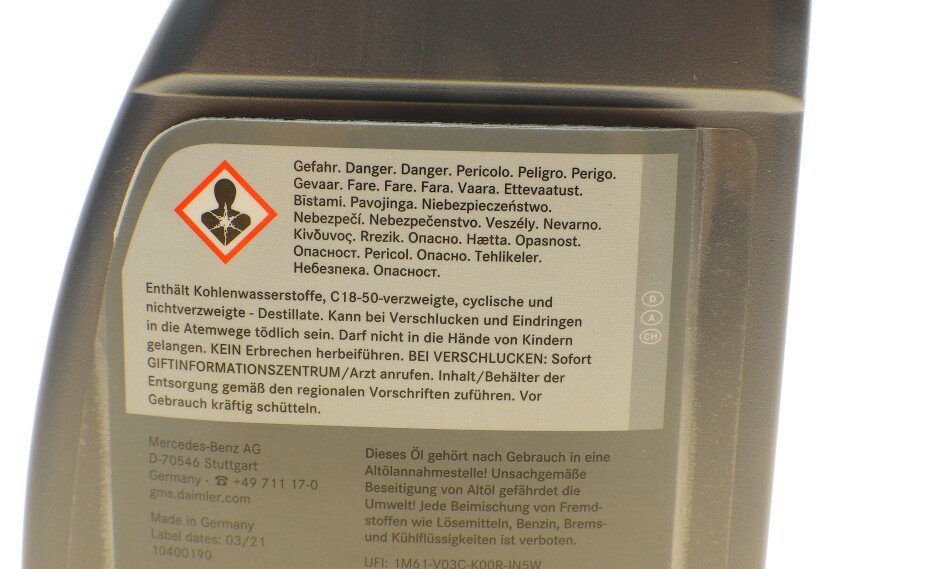 Gefahr. Danger. Danger. Pericolo. Peligro. Perigo.
Gevaar. Fare. Fare. Fara. Vaara. Ettevaatust.
Bīstami. Pavojinga. Niebezpieczeństwo.
Nebezpečí. Nebezpečenstvo. Veszély. Nevarno.
Κίνδυνος. Rrezik. Опасно. Hætta. Opasnost.
Опасност. Pericol. Опасно. Tehlikeler.
Небезпека. Опасност.
Enthält Kohlenwasserstoffe, C18-50-verzweigte, cyclische und
nichtverzweigte - Destillate. Kann bei Verschlucken und Eindringen
in die Atemwege tödlich sein. Darf nicht in die Hände von Kindern
gelangen. KEIN Erbrechen herbeiführen. BEI VERSCHLUCKEN: Sofort
GIFTINFORMATIONSZENTRUM/Arzt anrufen. Inhalt/Behälter der
Entsorgung gemäß den regionalen Vorschriften zuführen. Vor
Gebrauch kräftig schütteln.
D
A
CH
Mercedes-Benz AG
D-70546 Stuttgart
Germany · ☎ +49 711 17-0
gms.daimler.com
Made in Germany
Label dates: 03/21
10400190
Dieses Öl gehört nach Gebrauch in eine
Altölannahmestelle! Unsachgemäße
Beseitigung von Altöl gefährdet die
Umwelt! Jede Beimischung von Fremd-
stoffen wie Lösemitteln, Benzin, Brems-
und Kühlflüssigkeiten ist verboten.
UFI: 1M61-V03C-K00R-JN5W